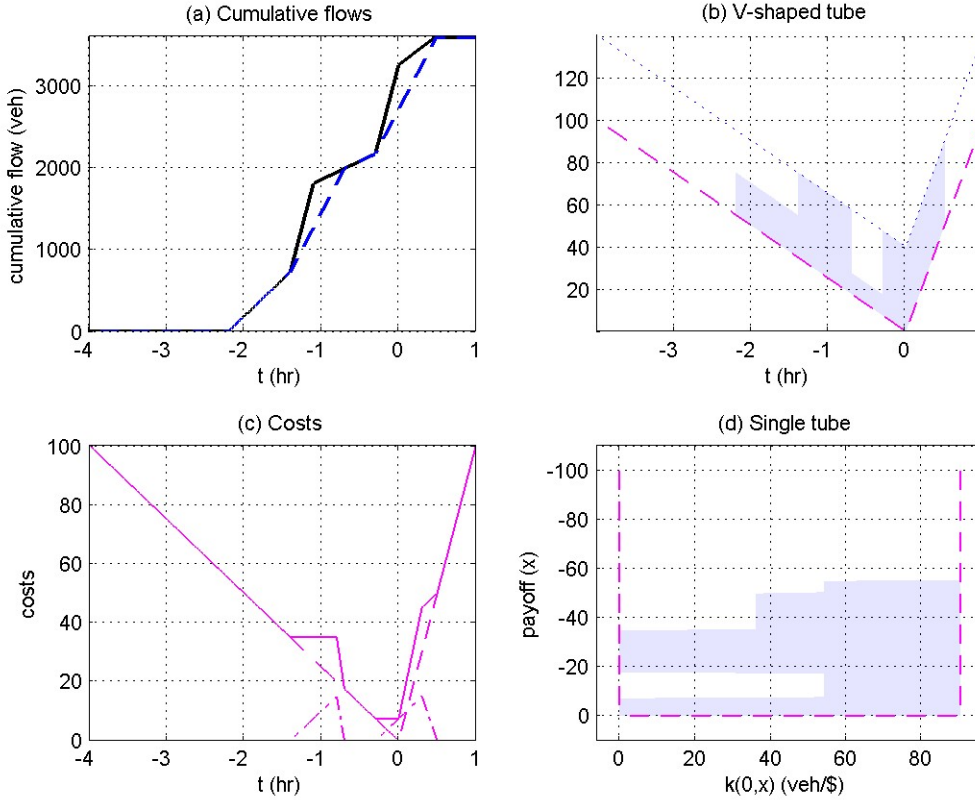 (a) Cumulative flows
cumulative flow (veh)
3000
2000
1000
0
-4 -3 -2 -1 0 1
t (hr)
(b) V-shaped tube
120
100
80
60
40
20
-3 -2 -1 0
t (hr)
(c) Costs
costs
100
80
60
40
20
0
-4 -3 -2 -1 0 1
t (hr)
(d) Single tube
payoff (x)
-100
-80
-60
-40
-20
0
0 20 40 60 80
k(0,x) (veh/$)